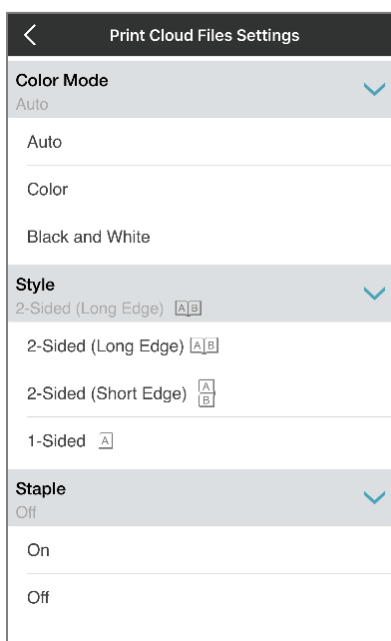 Print Cloud Files Settings
Color Mode
Auto
Auto
Color
Black and White
Style
2-Sided (Long Edge) A B
2-Sided (Long Edge) A B
2-Sided (Short Edge) A B
1-Sided A
Staple
Off
On
Off